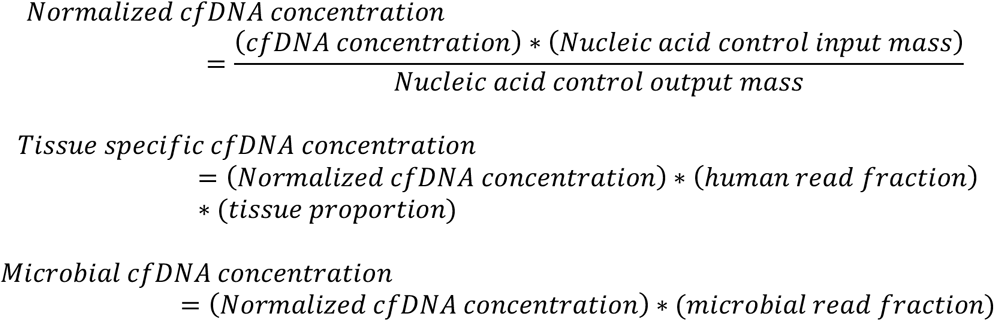 Normalized cfDNA concentration
= (cfDNA concentration) * (Nucleic acid control input mass)
Nucleic acid control output mass
Tissue specific cfDNA concentration
= (Normalized cfDNA concentration) * (human read fraction)
* (tissue proportion)
Microbial cfDNA concentration
= (Normalized cfDNA concentration) * (microbial read fraction)